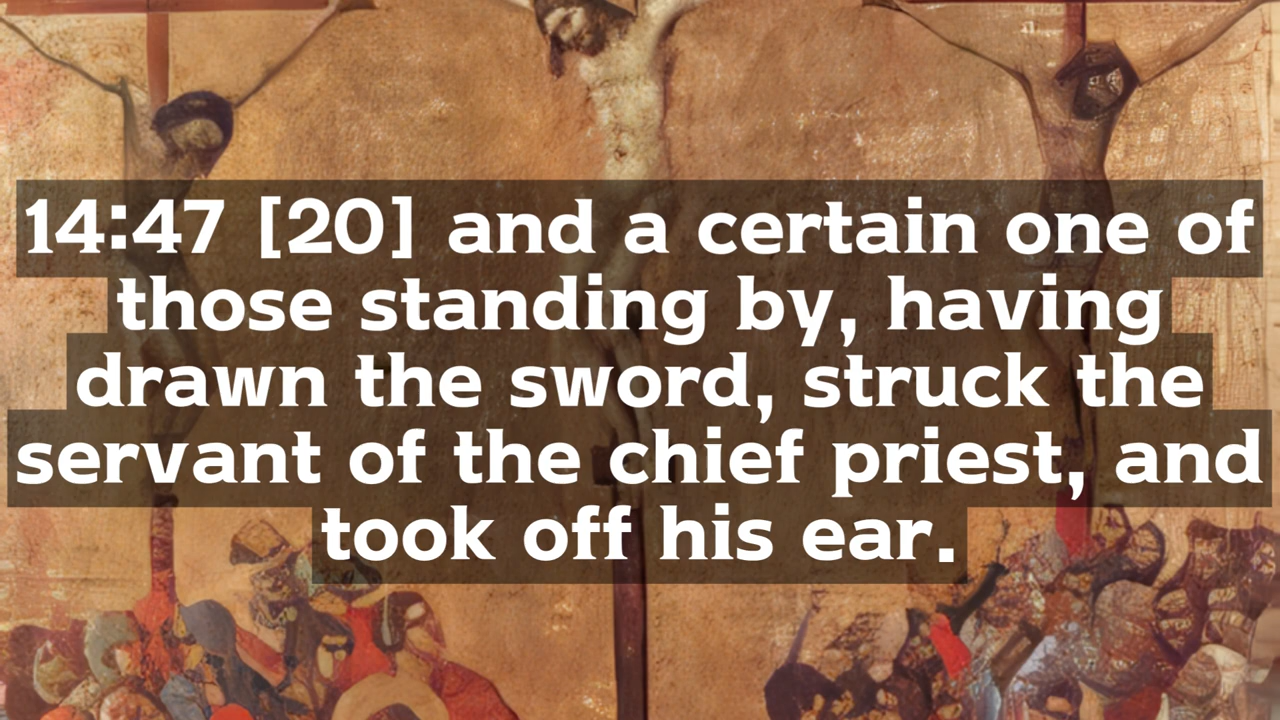 14:47 [20] and a certain one of
those standing by, having
drawn the sword, struck the
servant of the chief priest, and
took off his ear.